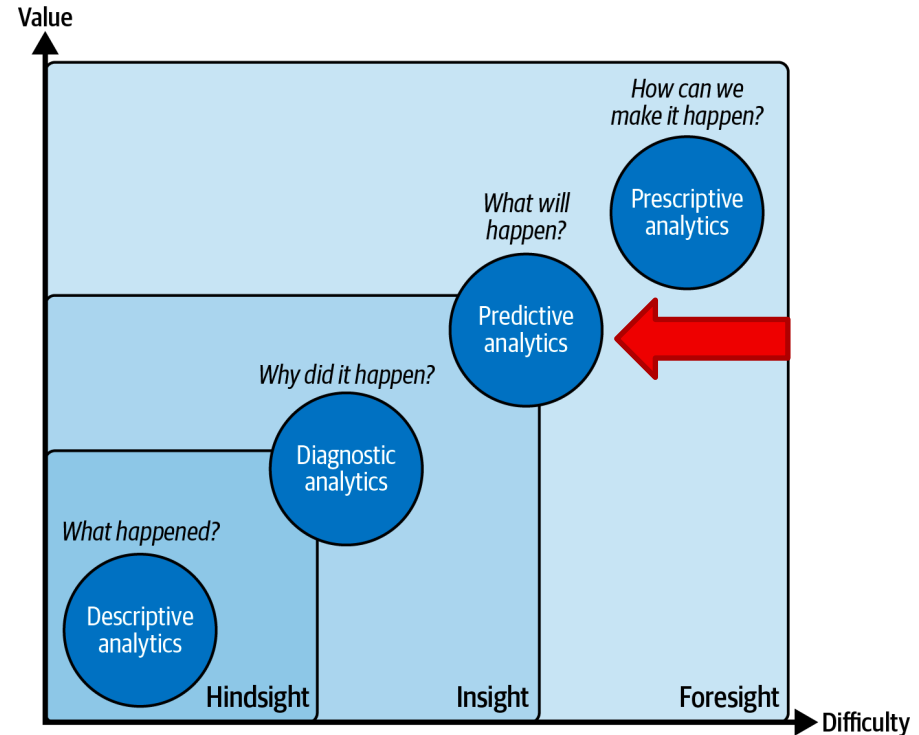 Value
How can we
make it happen?
Prescriptive
analytics
What will
happen?
Predictive
analytics
Why did it happen?
Diagnostic
analytics
What happened?
Descriptive
analytics
Hindsight
Insight
Foresight
Difficulty